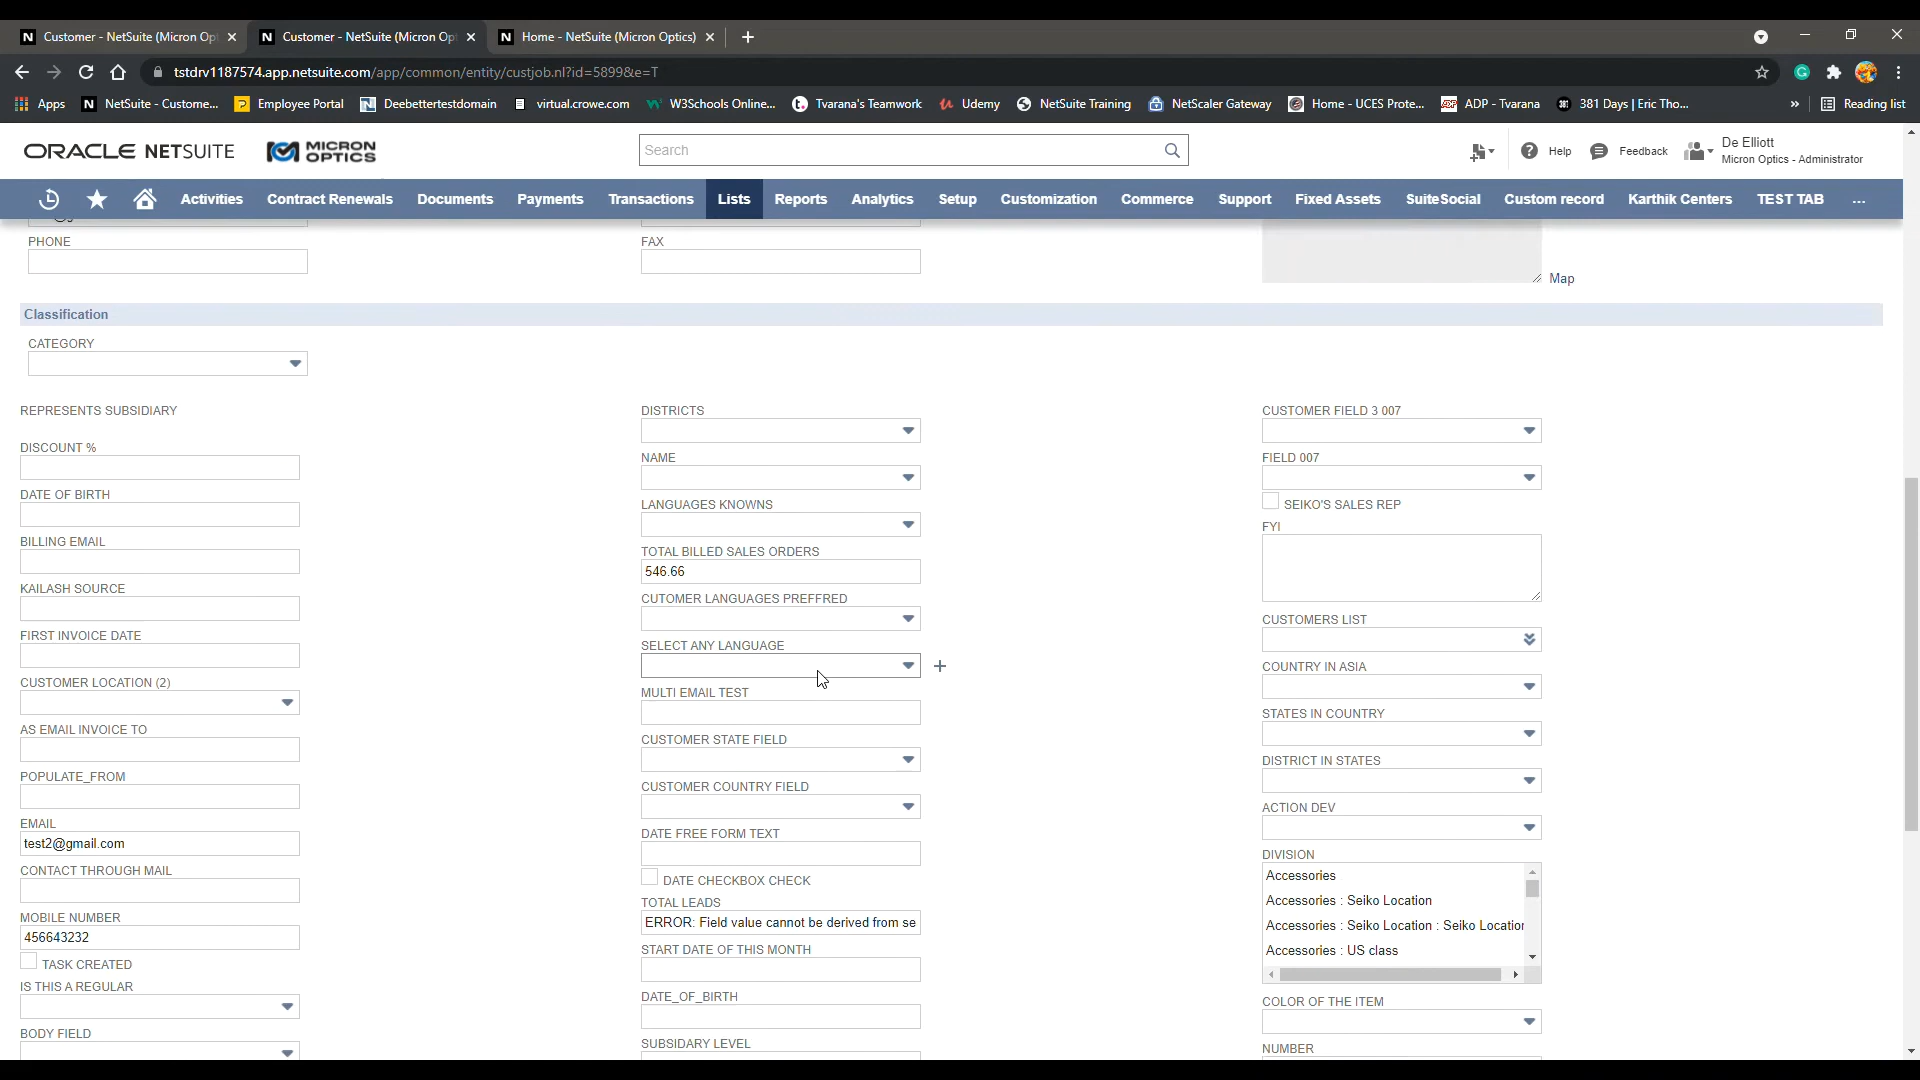 Customer - NetSuite (Micron Op
Customer - NetSuite (Micron Op
Home - NetSuite (Micron Optics)
tstdrv1187574.app.netsuite.com/app/common/entity/custjob.nl?id=5899&e=T
Apps
NetSuite - Custome...
Employee Portal
Deebettertestdomain
virtual.crowe.com
W3Schools Online...
Tvarana's Teamwork
Udemy
NetSuite Training
NetScaler Gateway
Home - UCES Prote...
ADP - Tvarana
381 Days | Eric Tho...
»
Reading list
ORACLE NETSUITE
MICRON OPTICS
Search
Help
Feedback
De Elliott
Micron Optics - Administrator
Activities
Contract Renewals
Documents
Payments
Transactions
Lists
Reports
Analytics
Setup
Customization
Commerce
Support
Fixed Assets
SuiteSocial
Custom record
Karthik Centers
TEST TAB
...
PHONE
FAX
Map
Classification
CATEGORY
REPRESENTS SUBSIDIARY
DISCOUNT %
DATE OF BIRTH
BILLING EMAIL
KAILASH SOURCE
FIRST INVOICE DATE
CUSTOMER LOCATION (2)
AS EMAIL INVOICE TO
POPULATE_FROM
EMAIL
test2@gmail.com
CONTACT THROUGH MAIL
MOBILE NUMBER
456643232
TASK CREATED
IS THIS A REGULAR
BODY FIELD
DISTRICTS
NAME
LANGUAGES KNOWNS
TOTAL BILLED SALES ORDERS
546.66
CUTOMER LANGUAGES PREFFRED
SELECT ANY LANGUAGE
MULTI EMAIL TEST
CUSTOMER STATE FIELD
CUSTOMER COUNTRY FIELD
DATE FREE FORM TEXT
DATE CHECKBOX CHECK
TOTAL LEADS
ERROR: Field value cannot be derived from se
START DATE OF THIS MONTH
DATE_OF_BIRTH
SUBSIDARY LEVEL
CUSTOMER FIELD 3 007
FIELD 007
SEIKO'S SALES REP
FYI
CUSTOMERS LIST
COUNTRY IN ASIA
STATES IN COUNTRY
DISTRICT IN STATES
ACTION DEV
DIVISION
Accessories
Accessories : Seiko Location
Accessories : Seiko Location : Seiko Location
Accessories : US class
COLOR OF THE ITEM
NUMBER